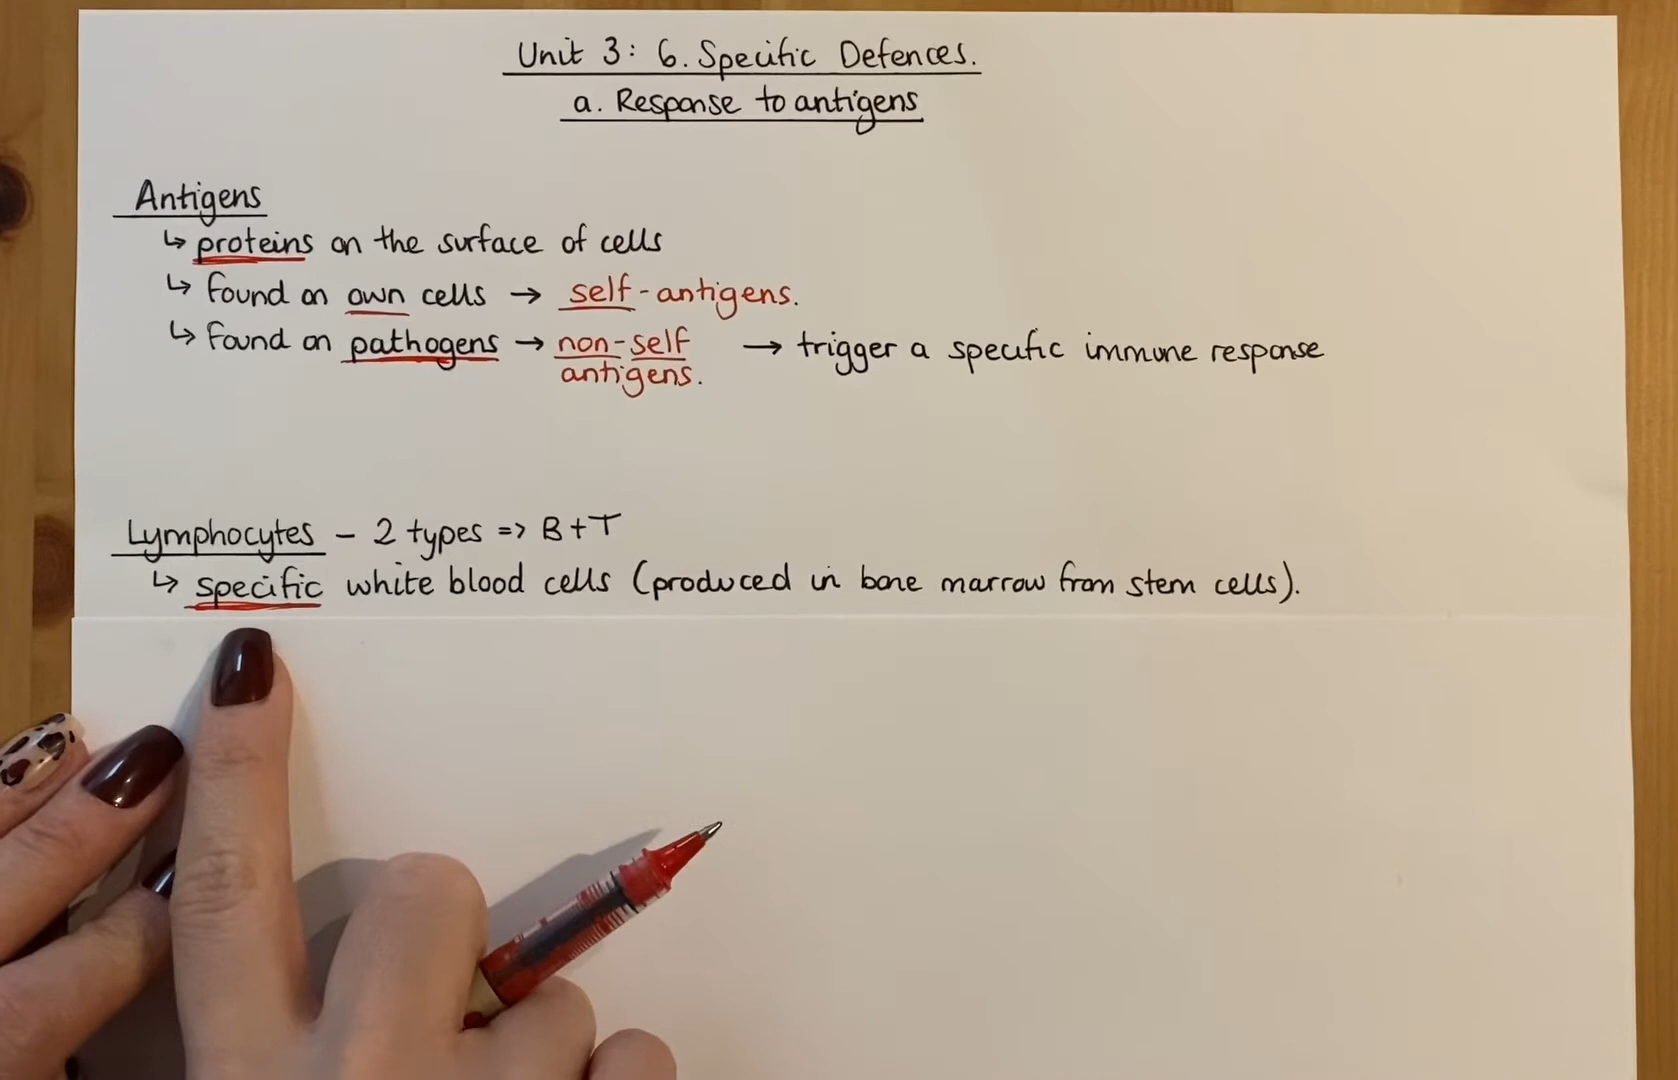 Unit 3: 6. Specific Defences.
a. Response to antigens
Antigens
↳ proteins on the surface of cells
↳ found on own cells → self-antigens.
↳ found on pathogens → non-self antigens. → trigger a specific immune response
Lymphocytes – 2 types => B+T
↳ specific white blood cells (produced in bone marrow from stem cells).